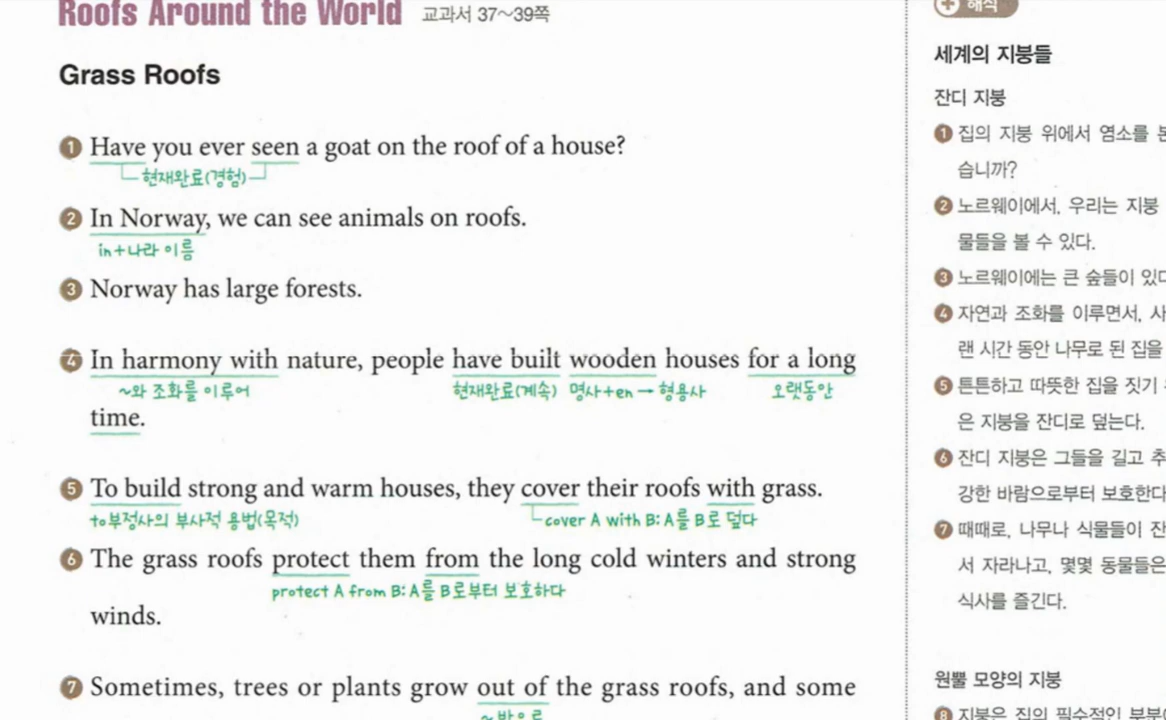 Roofs Around the World 교과서 37~39쪽
Grass Roofs
1 Have you ever seen a goat on the roof of a house?
현재완료(경험)
2 In Norway, we can see animals on roofs.
in+나라 이름
3 Norway has large forests.
4 In harmony with nature, people have built wooden houses for a long
~와 조화를 이루어 현재완료(계속) 명사+en → 형용사 오랫동안
time.
5 To build strong and warm houses, they cover their roofs with grass.
to부정사의 부사적 용법(목적) cover A with B: A를 B로 덮다
6 The grass roofs protect them from the long cold winters and strong
protect A from B: A를 B로부터 보호하다
winds.
7 Sometimes, trees or plants grow out of the grass roofs, and some
~밖으로
해석
세계의 지붕들
잔디 지붕
1 집의 지붕 위에서 염소를
습니까?
2 노르웨이에서, 우리는 지붕
물들을 볼 수 있다.
3 노르웨이에는 큰 숲들이
4 자연과 조화를 이루면서,
랜 시간 동안 나무로 된 집을
5 튼튼하고 따뜻한 집을 짓기
은 지붕을 잔디로 덮는다.
6 잔디 지붕은 그들을 길고
강한 바람으로부터 보호한다
7 때때로, 나무나 식물들이
서 자라나고, 몇몇 동물들은
식사를 즐긴다.
원뿔 모양의 지붕
8 지붕은 집의 필수적인